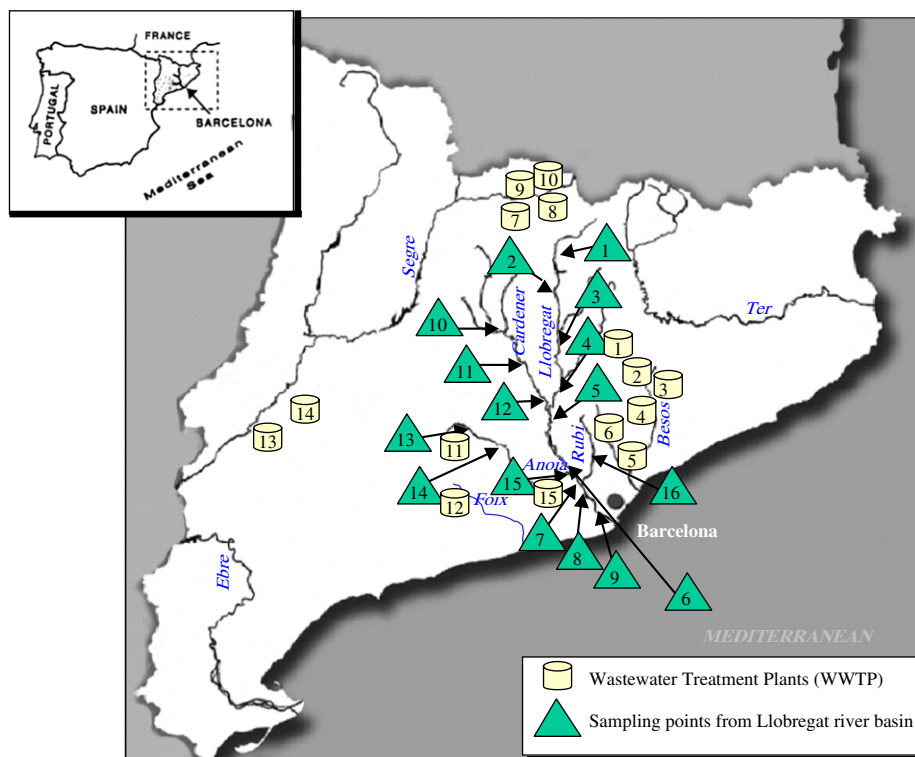 FRANCE
PORTUGAL
SPAIN
BARCELONA
Mediterranean
Sea
9
10
7
8
Segre
2
1
3
Ter
10
Cardener
Llobregat
4
1
11
2
3
5
12
4
Besos
14
13
6
Rubi
13
11
5
Anoia
14
15
16
12
Foix
15
Barcelona
7
8
9
6
Ebre
MEDITERRANEAN
Wastewater Treatment Plants (WWTP)
Sampling points from Llobregat river basin